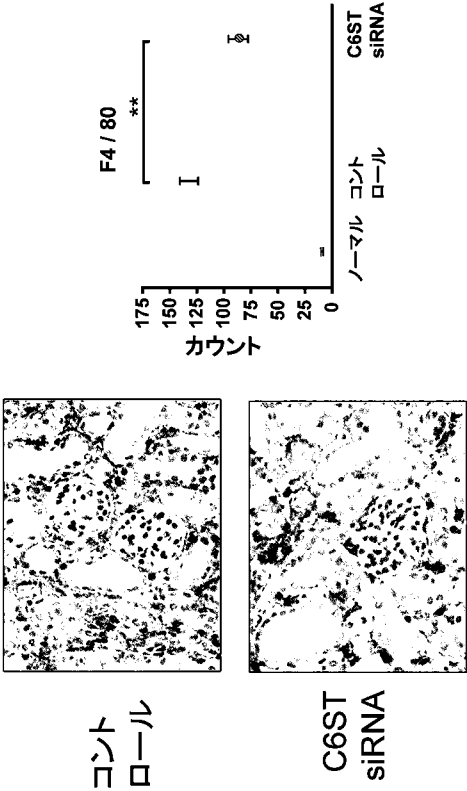 コント
ロール
C6ST
siRNA
F4 / 80
**
カウント
175
150
125
100
75
50
25
0
ノーマル
コント
ロール
C6ST
siRNA